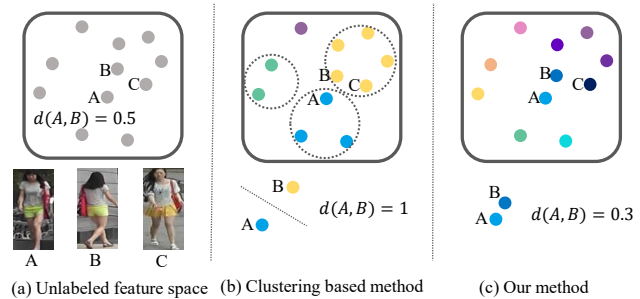 B
C
A
d(A, B) = 0.5
A
B
C
(a) Unlabeled feature space
B
C
A
B
A
d(A, B) = 1
(b) Clustering based method
B
C
A
B
A
d(A, B) = 0.3
(c) Our method